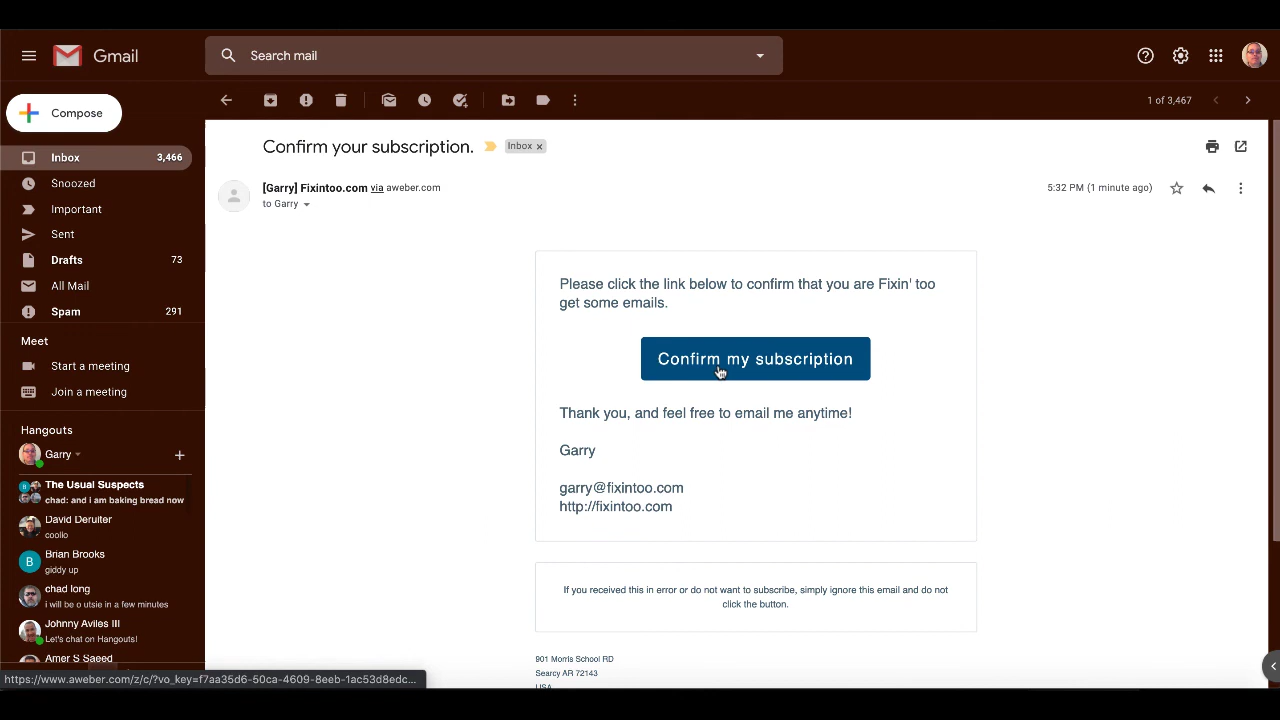 Gmail
Search mail
Compose
1 of 3,467
Inbox 3,466
Snoozed
Important
Sent
Drafts 73
All Mail
Spam 291
Meet
Start a meeting
Join a meeting
Hangouts
Garry
The Usual Suspects
chad: and i am baking bread now
David Deruiter
coollo
B
Brian Brooks
giddy up
chad long
i will be o utsie in a few minutes
Johnny Aviles III
Let's chat on Hangouts!
Amer S Saeed
Confirm your subscription.
Inbox ×
[Garry] Fixintoo.com via aweber.com
5:32 PM (1 minute ago)
to Garry
Please click the link below to confirm that you are Fixin' too
get some emails.
Confirm my subscription
Thank you, and feel free to email me anytime!
Garry
garry@fixintoo.com
http://fixintoo.com
If you received this in error or do not want to subscribe, simply ignore this email and do not
click the button.
901 Morris School RD
Searcy AR 72143
USA
https://www.aweber.com/z/c/?vo_key=f7aa35d6-50ca-4609-8eeb-1ac53d8edc...